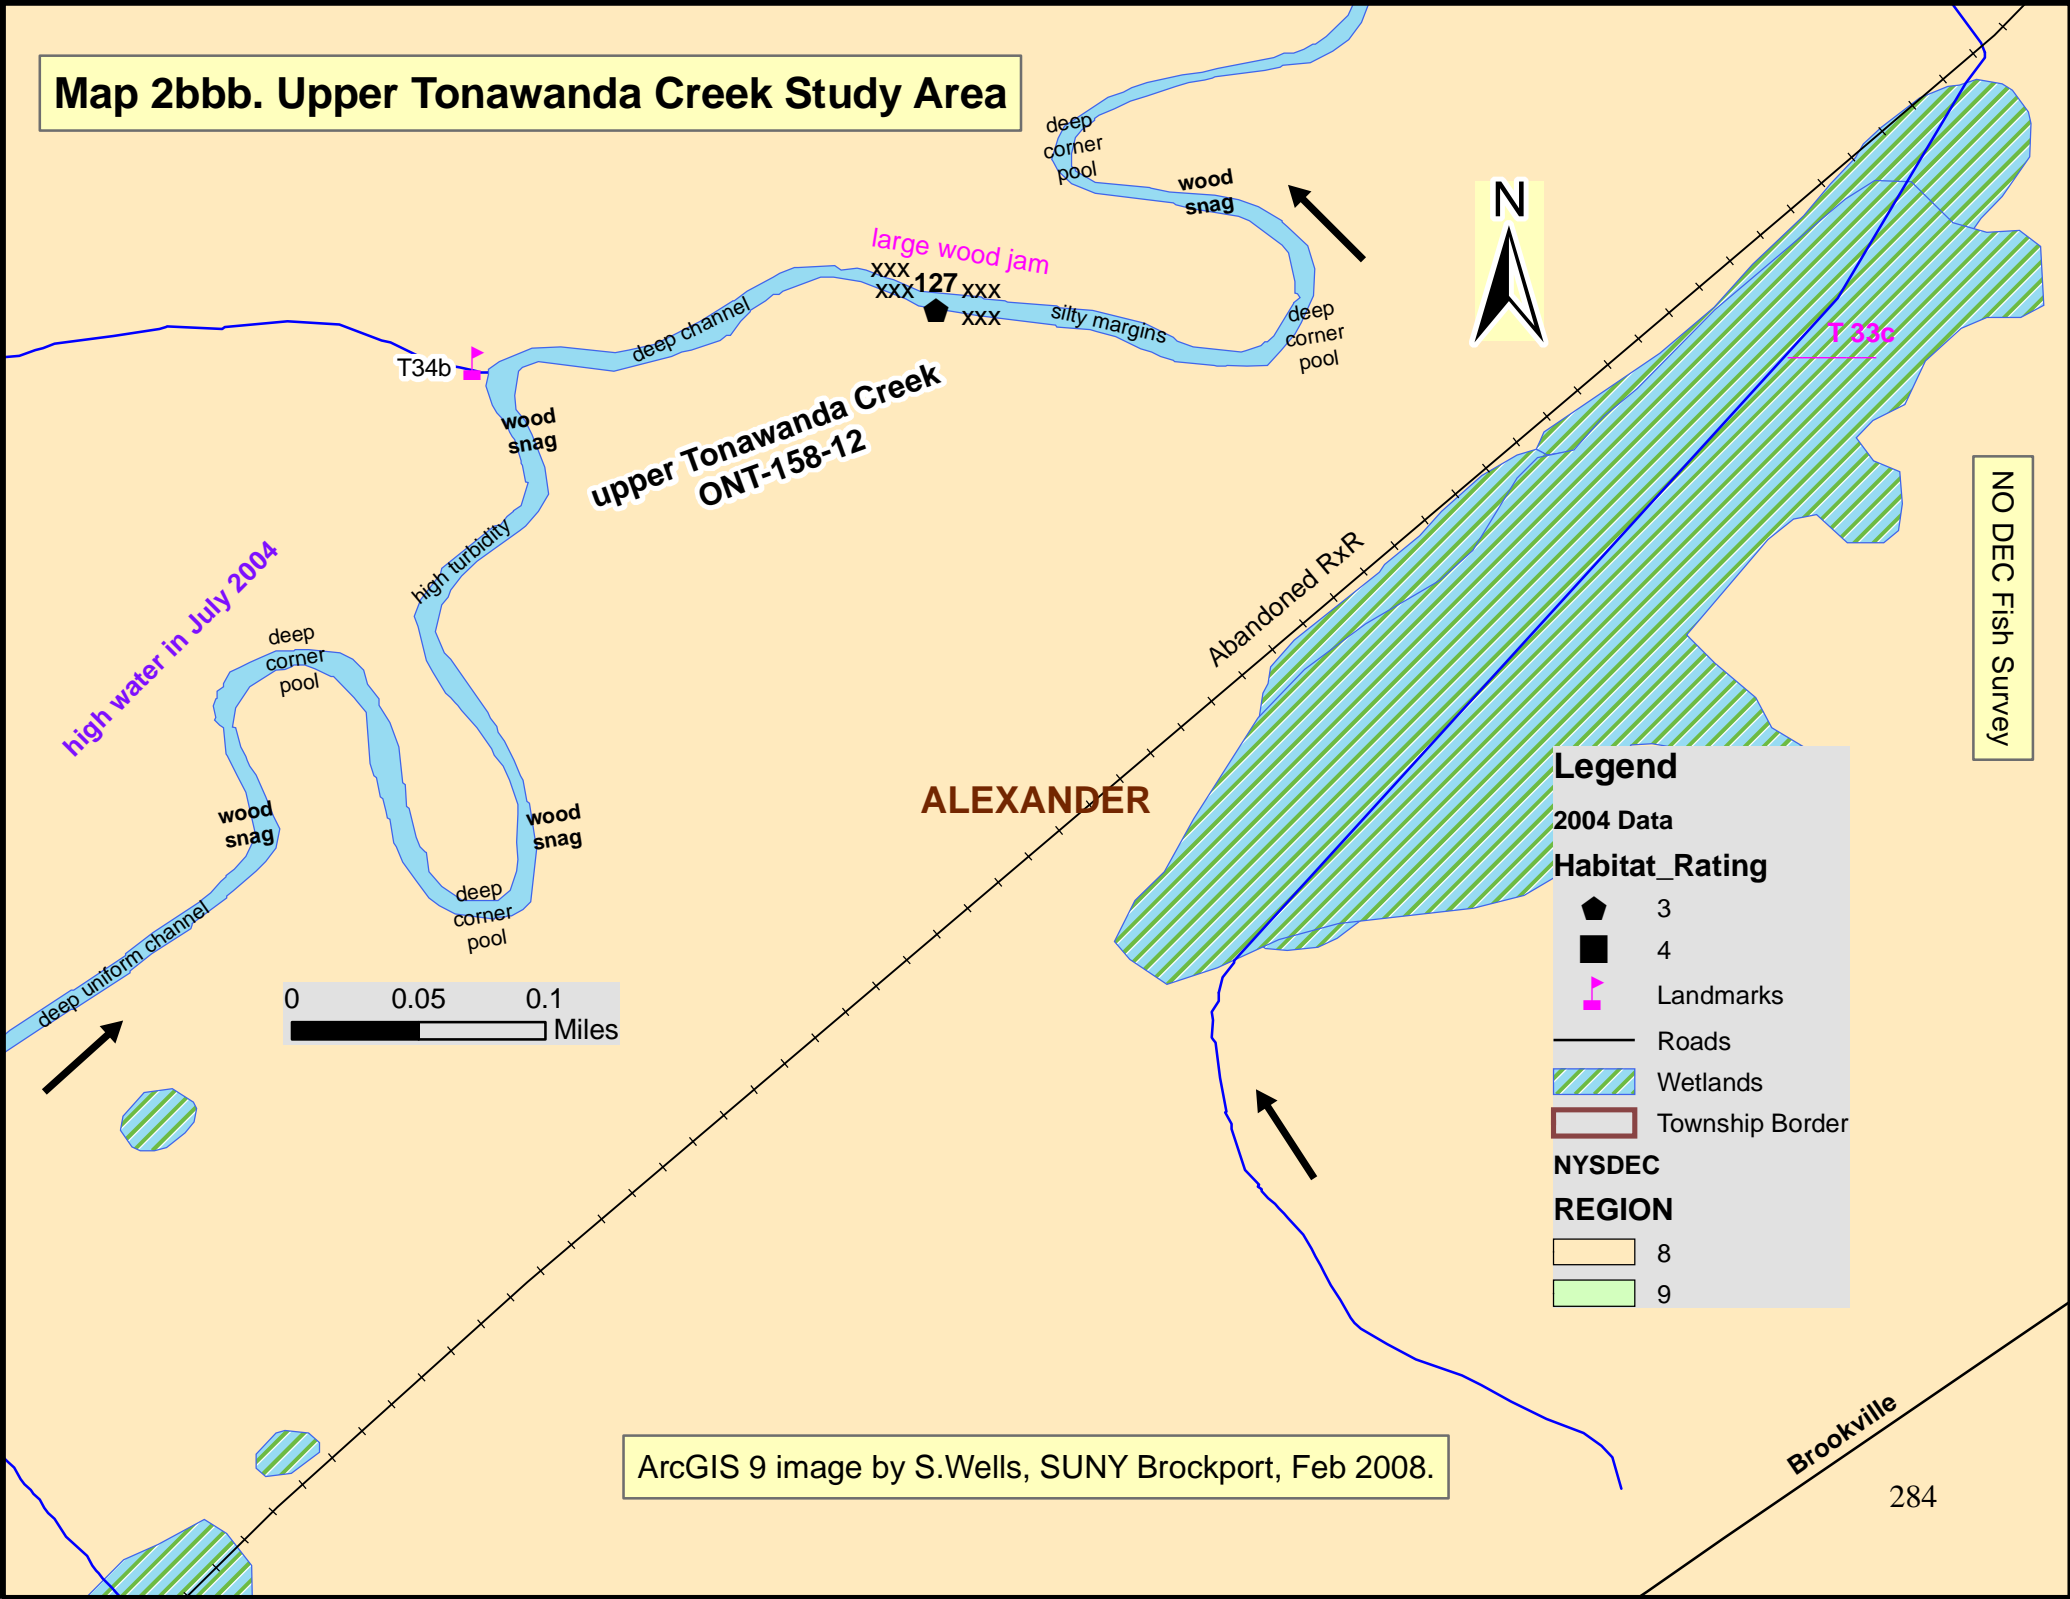 Map 2bbb. Upper Tonawanda Creek Study Area
deep
corner
pool
wood
snag
N
large wood jam
xxx
127
xxx
xxx
xxx
silty margins
deep channel
deep
corner
pool
T 33c
T34b
wood
snag
upper Tonawanda Creek
ONT-158-12
NO DEC Fish Survey
high turbidity
high water in July 2004
Abandoned RxR
deep
corner
pool
ALEXANDER
wood
snag
wood
snag
deep
corner
pool
deep uniform channel
0 0.05 0.1
Miles
Legend
2004 Data
Habitat_Rating
3
4
Landmarks
Roads
Wetlands
Township Border
NYSDEC
REGION
8
9
Brookville
ArcGIS 9 image by S.Wells, SUNY Brockport, Feb 2008.
284